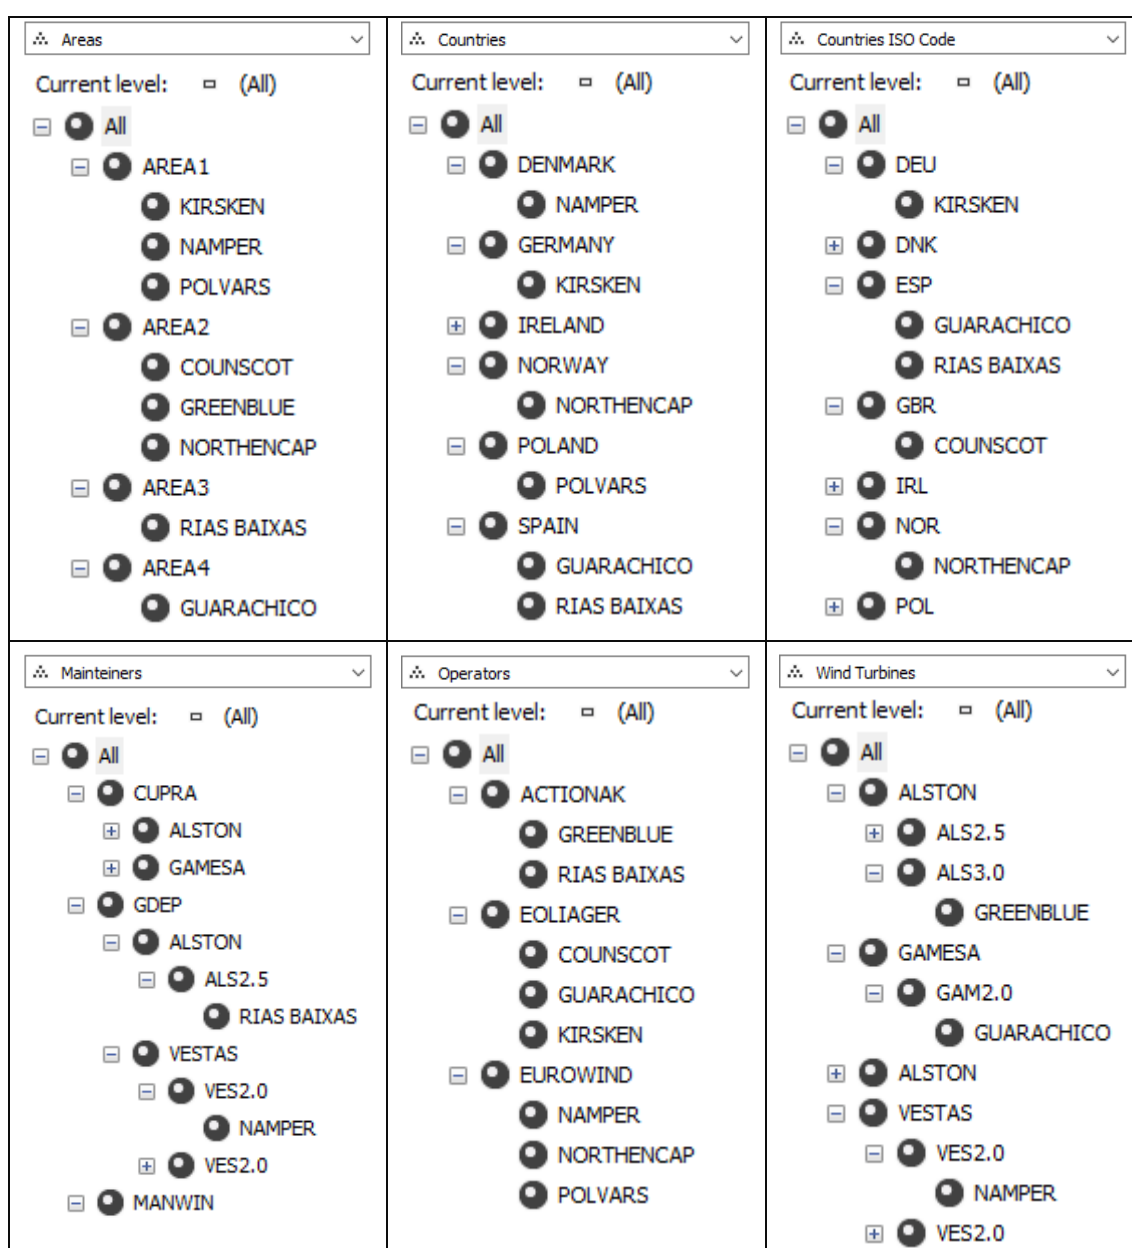 Areas
Current level: (All)
All
AREA1
KIRSKEN
NAMPER
POLVARS
AREA2
COUNSCOT
GREENBLUE
NORTHENCAP
AREA3
RIAS BAIXAS
AREA4
GUARACHICO
Countries
Current level: (All)
All
DENMARK
NAMPER
GERMANY
KIRSKEN
IRELAND
NORWAY
NORTHENCAP
POLAND
POLVARS
SPAIN
GUARACHICO
RIAS BAIXAS
Countries ISO Code
Current level: (All)
All
DEU
KIRSKEN
DNK
ESP
GUARACHICO
RIAS BAIXAS
GBR
COUNSCOT
IRL
NOR
NORTHENCAP
POL
Mainteiners
Current level: (All)
All
CUPRA
ALSTON
GAMESA
GDEP
ALSTON
ALS2.5
RIAS BAIXAS
VESTAS
VES2.0
NAMPER
VES2.0
MANWIN
Operators
Current level: (All)
All
ACTIONAK
GREENBLUE
RIAS BAIXAS
EOLIAGER
COUNSCOT
GUARACHICO
KIRSKEN
EUROWIND
NAMPER
NORTHENCAP
POLVARS
Wind Turbines
Current level: (All)
All
ALSTON
ALS2.5
ALS3.0
GREENBLUE
GAMESA
GAM2.0
GUARACHICO
ALSTON
VESTAS
VES2.0
NAMPER
VES2.0